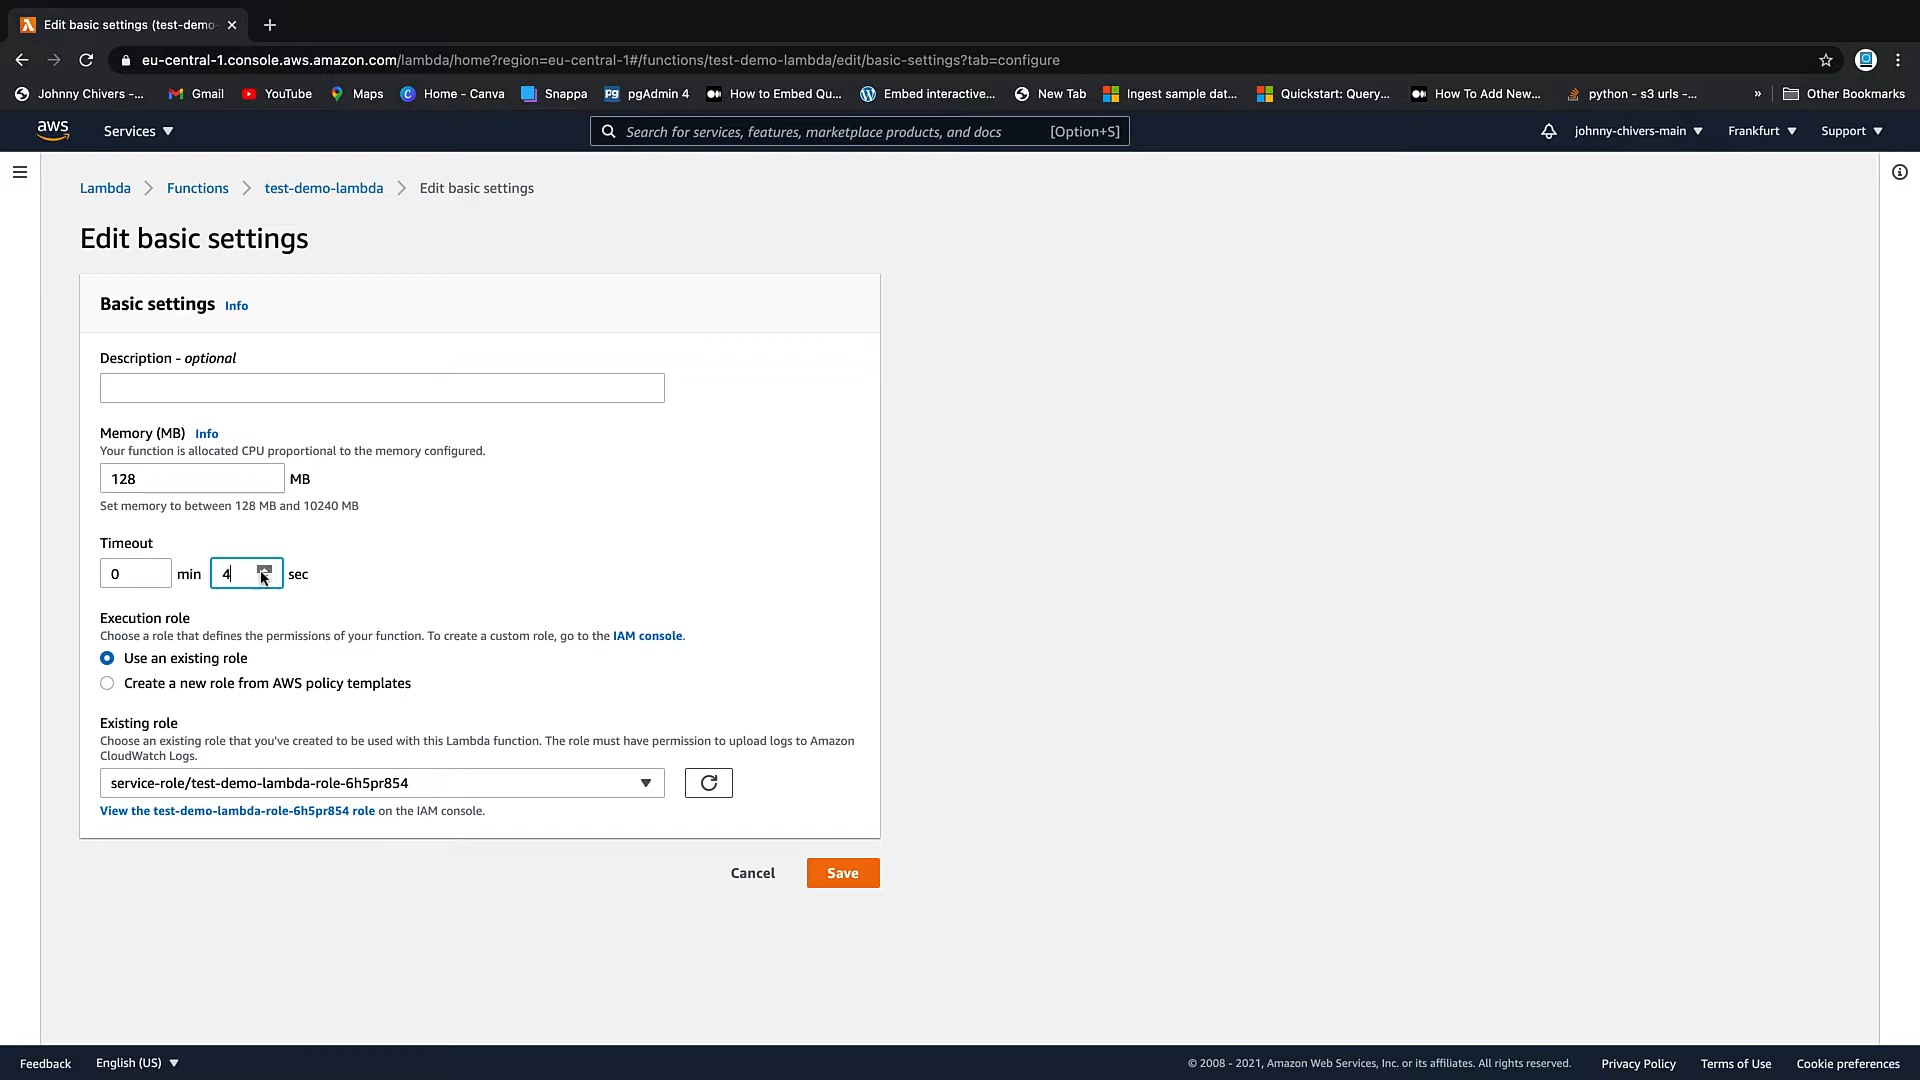 Edit basic settings (test-demo-
eu-central-1.console.aws.amazon.com/lambda/home?region=eu-central-1#/functions/test-demo-lambda/edit/basic-settings?tab=configure
Johnny Chivers -... Gmail YouTube Maps Home - Canva Snappa pgAdmin 4 How to Embed Qu... Embed interactive... New Tab Ingest sample dat... Quickstart: Query... How To Add New... python - s3 urls -... » Other Bookmarks
aws Services Search for services, features, marketplace products, and docs [Option+S] johnny-chivers-main Frankfurt Support
Lambda Functions test-demo-lambda Edit basic settings
Edit basic settings
Basic settings Info
Description - optional
Memory (MB) Info
Your function is allocated CPU proportional to the memory configured.
128 MB
Set memory to between 128 MB and 10240 MB
Timeout
0 min 4 sec
Execution role
Choose a role that defines the permissions of your function. To create a custom role, go to the IAM console.
Use an existing role
Create a new role from AWS policy templates
Existing role
Choose an existing role that you've created to be used with this Lambda function. The role must have permission to upload logs to Amazon
CloudWatch Logs.
service-role/test-demo-lambda-role-6h5pr854
View the test-demo-lambda-role-6h5pr854 role on the IAM console.
Cancel Save
Feedback English (US) © 2008 - 2021, Amazon Web Services, Inc. or its affiliates. All rights reserved. Privacy Policy Terms of Use Cookie preferences